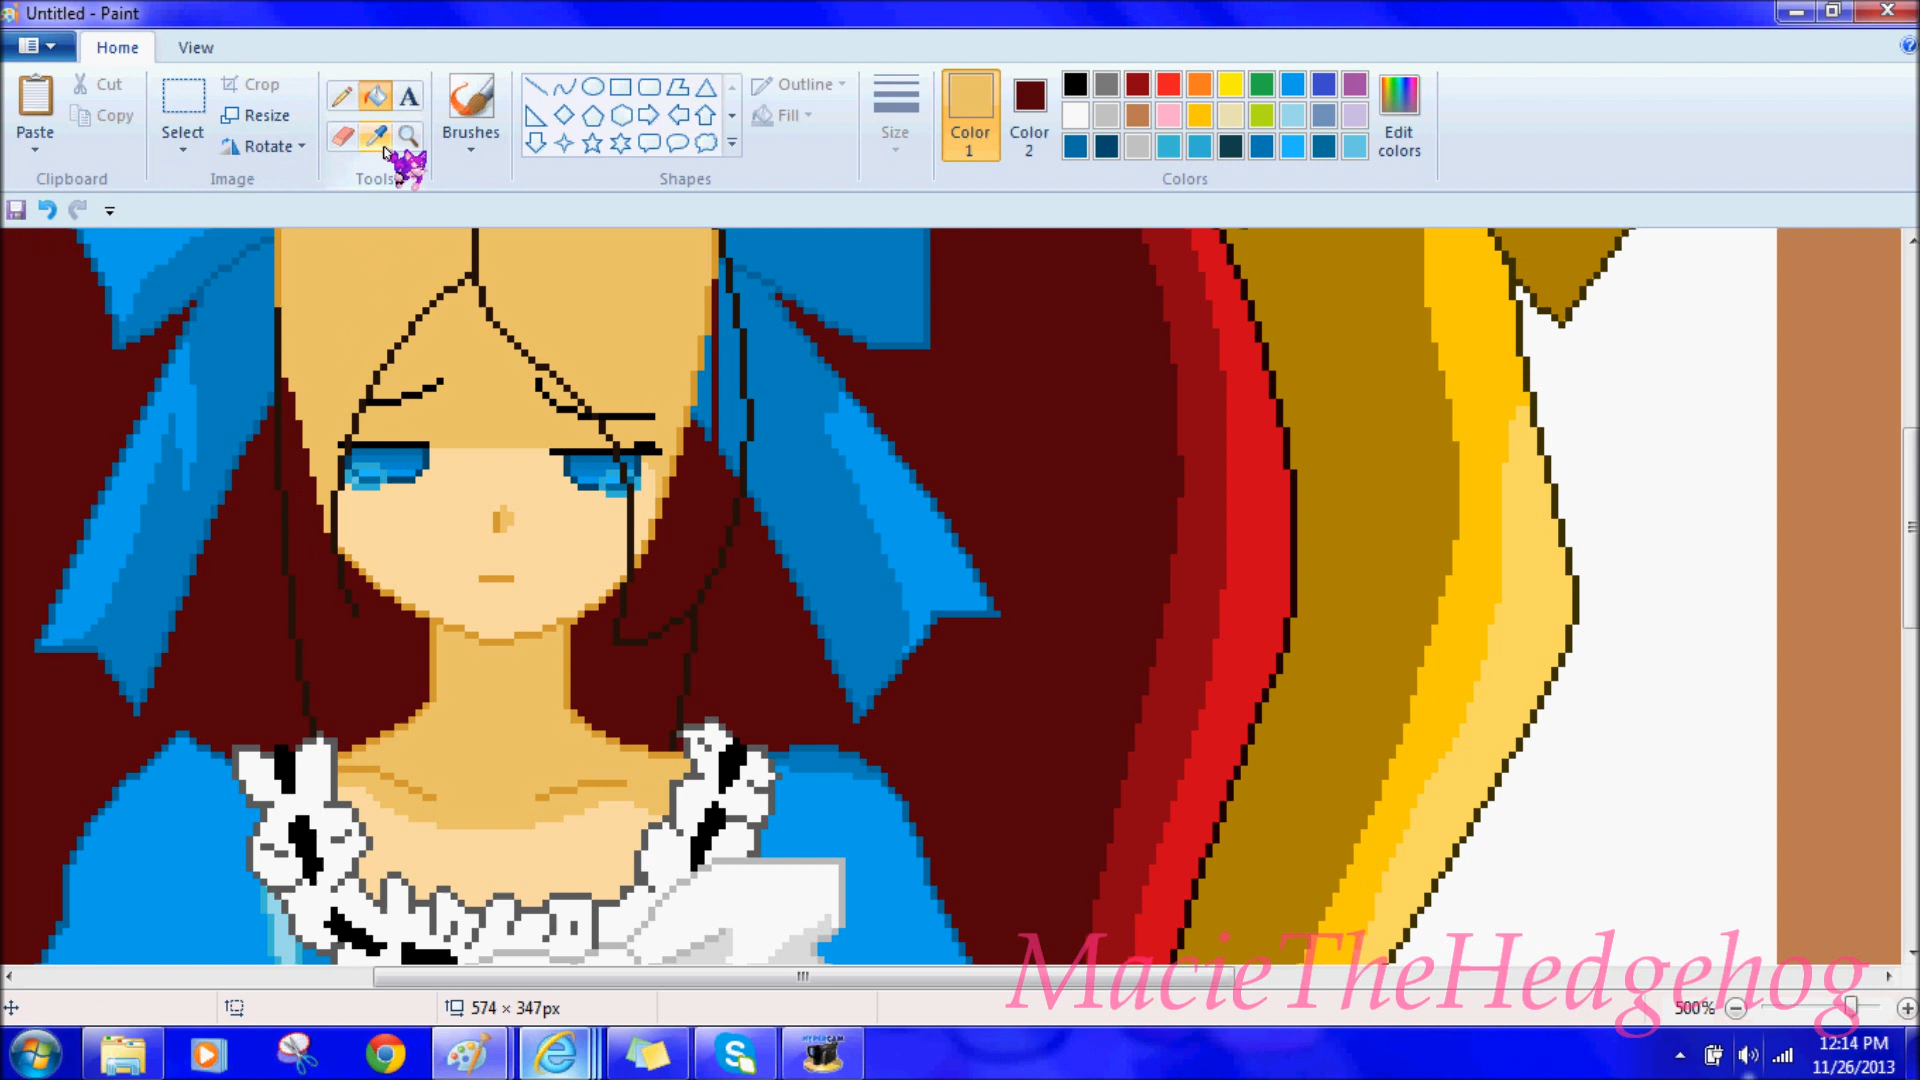 Untitled - Paint
Home View
Paste
Cut
Copy
Clipboard
Select
Crop
Resize
Rotate
Image
A
Tools
Brushes
Shapes
Outline
Fill
Size
Color 1
Color 2
Edit colors
Colors
574 × 347px
500%
MacieTheHedgehog
HYPERCAM
12:14 PM
11/26/2013